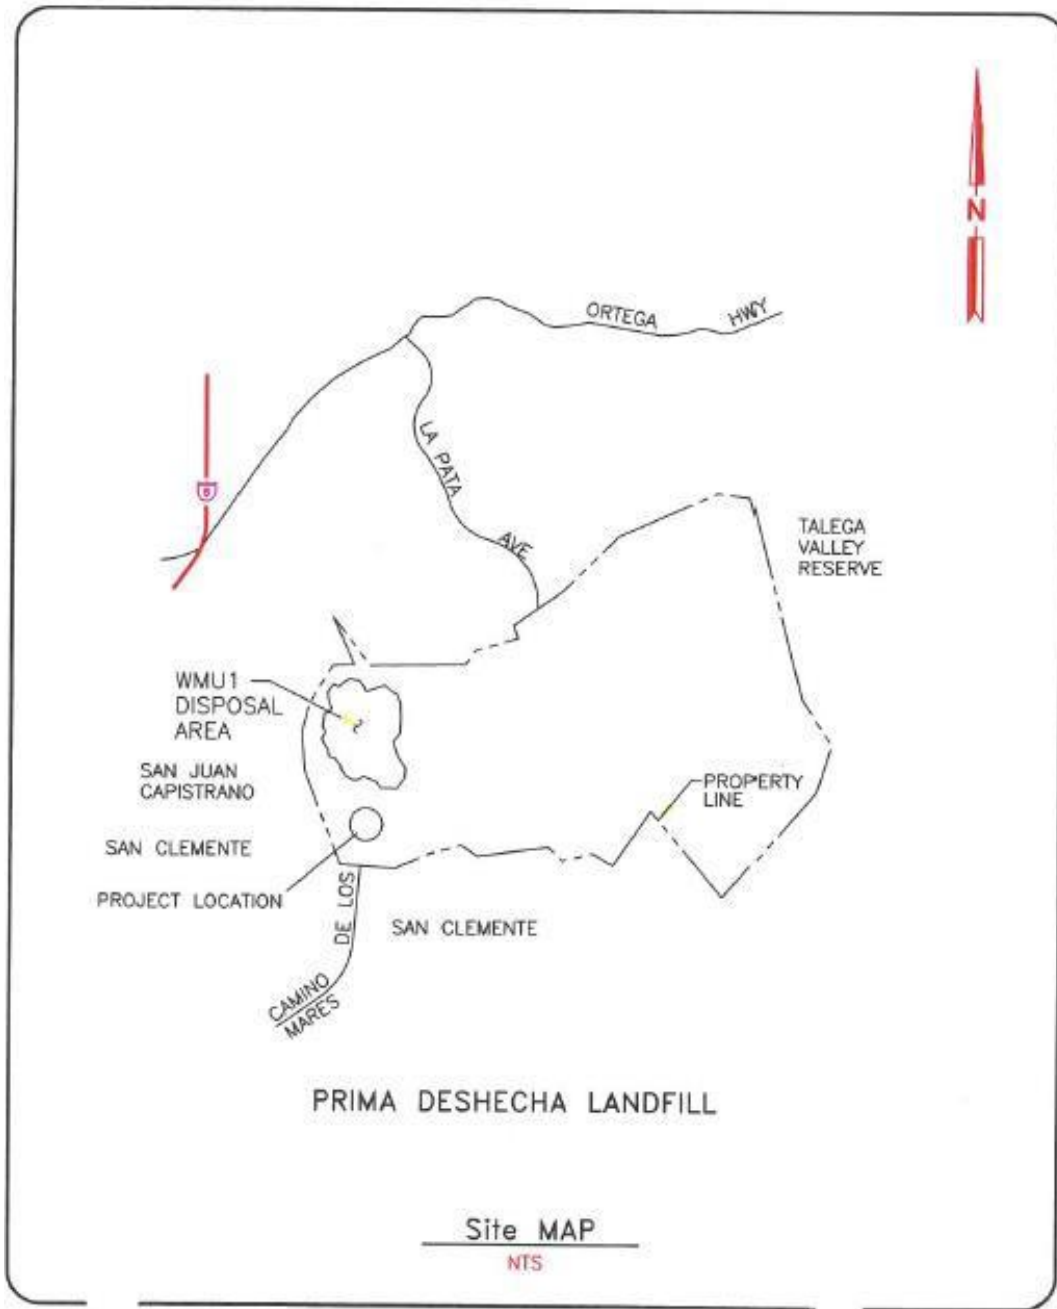 N
ORTEGA HWY
LA PATA AVE
TALEGA
VALLEY
RESERVE
WMU1
DISPOSAL
AREA
SAN JUAN
CAPISTRANO
PROPERTY
LINE
SAN CLEMENTE
PROJECT LOCATION
SAN CLEMENTE
CAMINO DE LOS
MARES
PRIMA DESHECHA LANDFILL
Site MAP
NTS